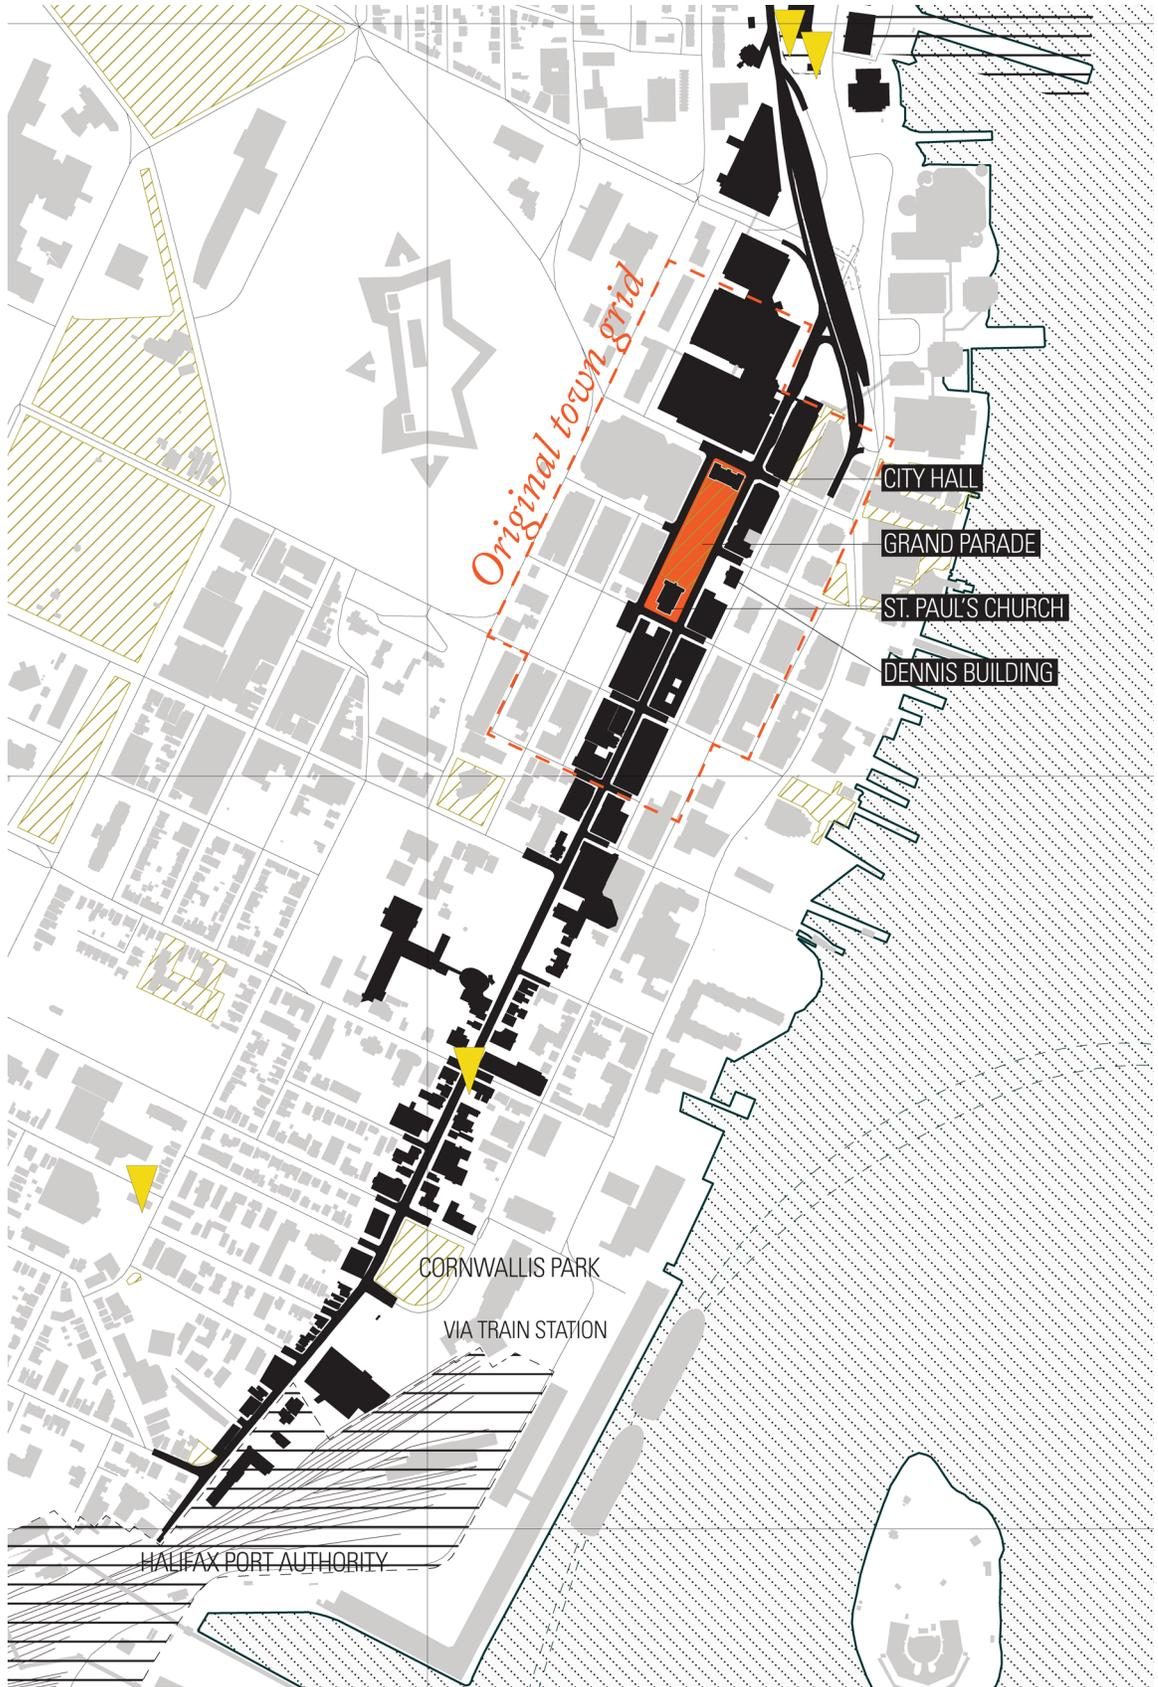 Original town grid
CITY HALL
GRAND PARADE
ST. PAUL'S CHURCH
DENNIS BUILDING
CORNWALLIS PARK
VIA TRAIN STATION
HALIFAX PORT AUTHORITY